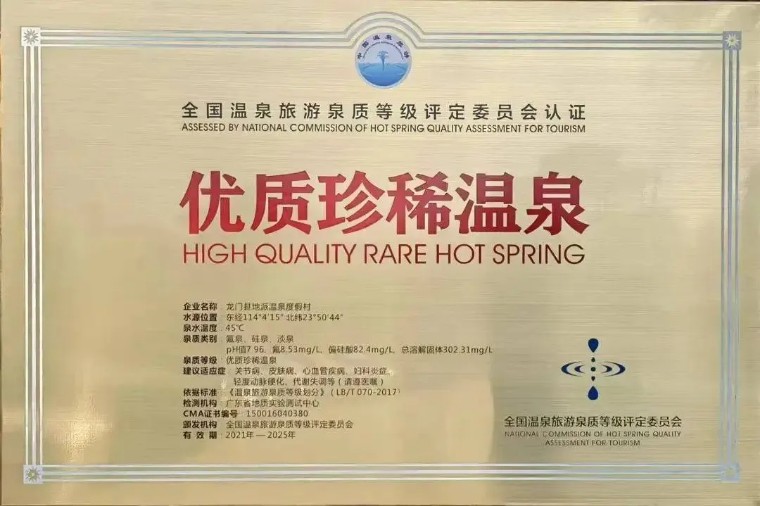 中国温泉旅游
全国温泉旅游泉质等级评定委员会认证
ASSESSED BY NATIONAL COMMISSION OF HOT SPRING QUALITY ASSESSMENT FOR TOURISM
优质珍稀温泉
HIGH QUALITY RARE HOT SPRING
企业名称：龙门县地派温泉度假村
水源位置：东经114°4'15" 北纬23°50'44"
泉水温度：45℃
泉质类别：氟泉、硅泉、淡泉
pH值7.96、氟8.53mg/L、偏硅酸82.4mg/L、总溶解固体302.31mg/L
泉质等级：优质珍稀温泉
建议适应症：关节病、皮肤病、心血管疾病、妇科炎症、
轻度动脉硬化、代谢失调等（请遵医嘱）
依据标准：《温泉旅游泉质等级划分》（LB/T 070-2017）
检测机构：广东省地质实验测试中心
CMA证书编号：150016040380
颁发机构：全国温泉旅游泉质等级评定委员会
有 效 期：2021年—2025年
全国温泉旅游泉质等级评定委员会
NATIONAL COMMISSION OF HOT SPRING QUALITY
ASSESSMENT FOR TOURISM